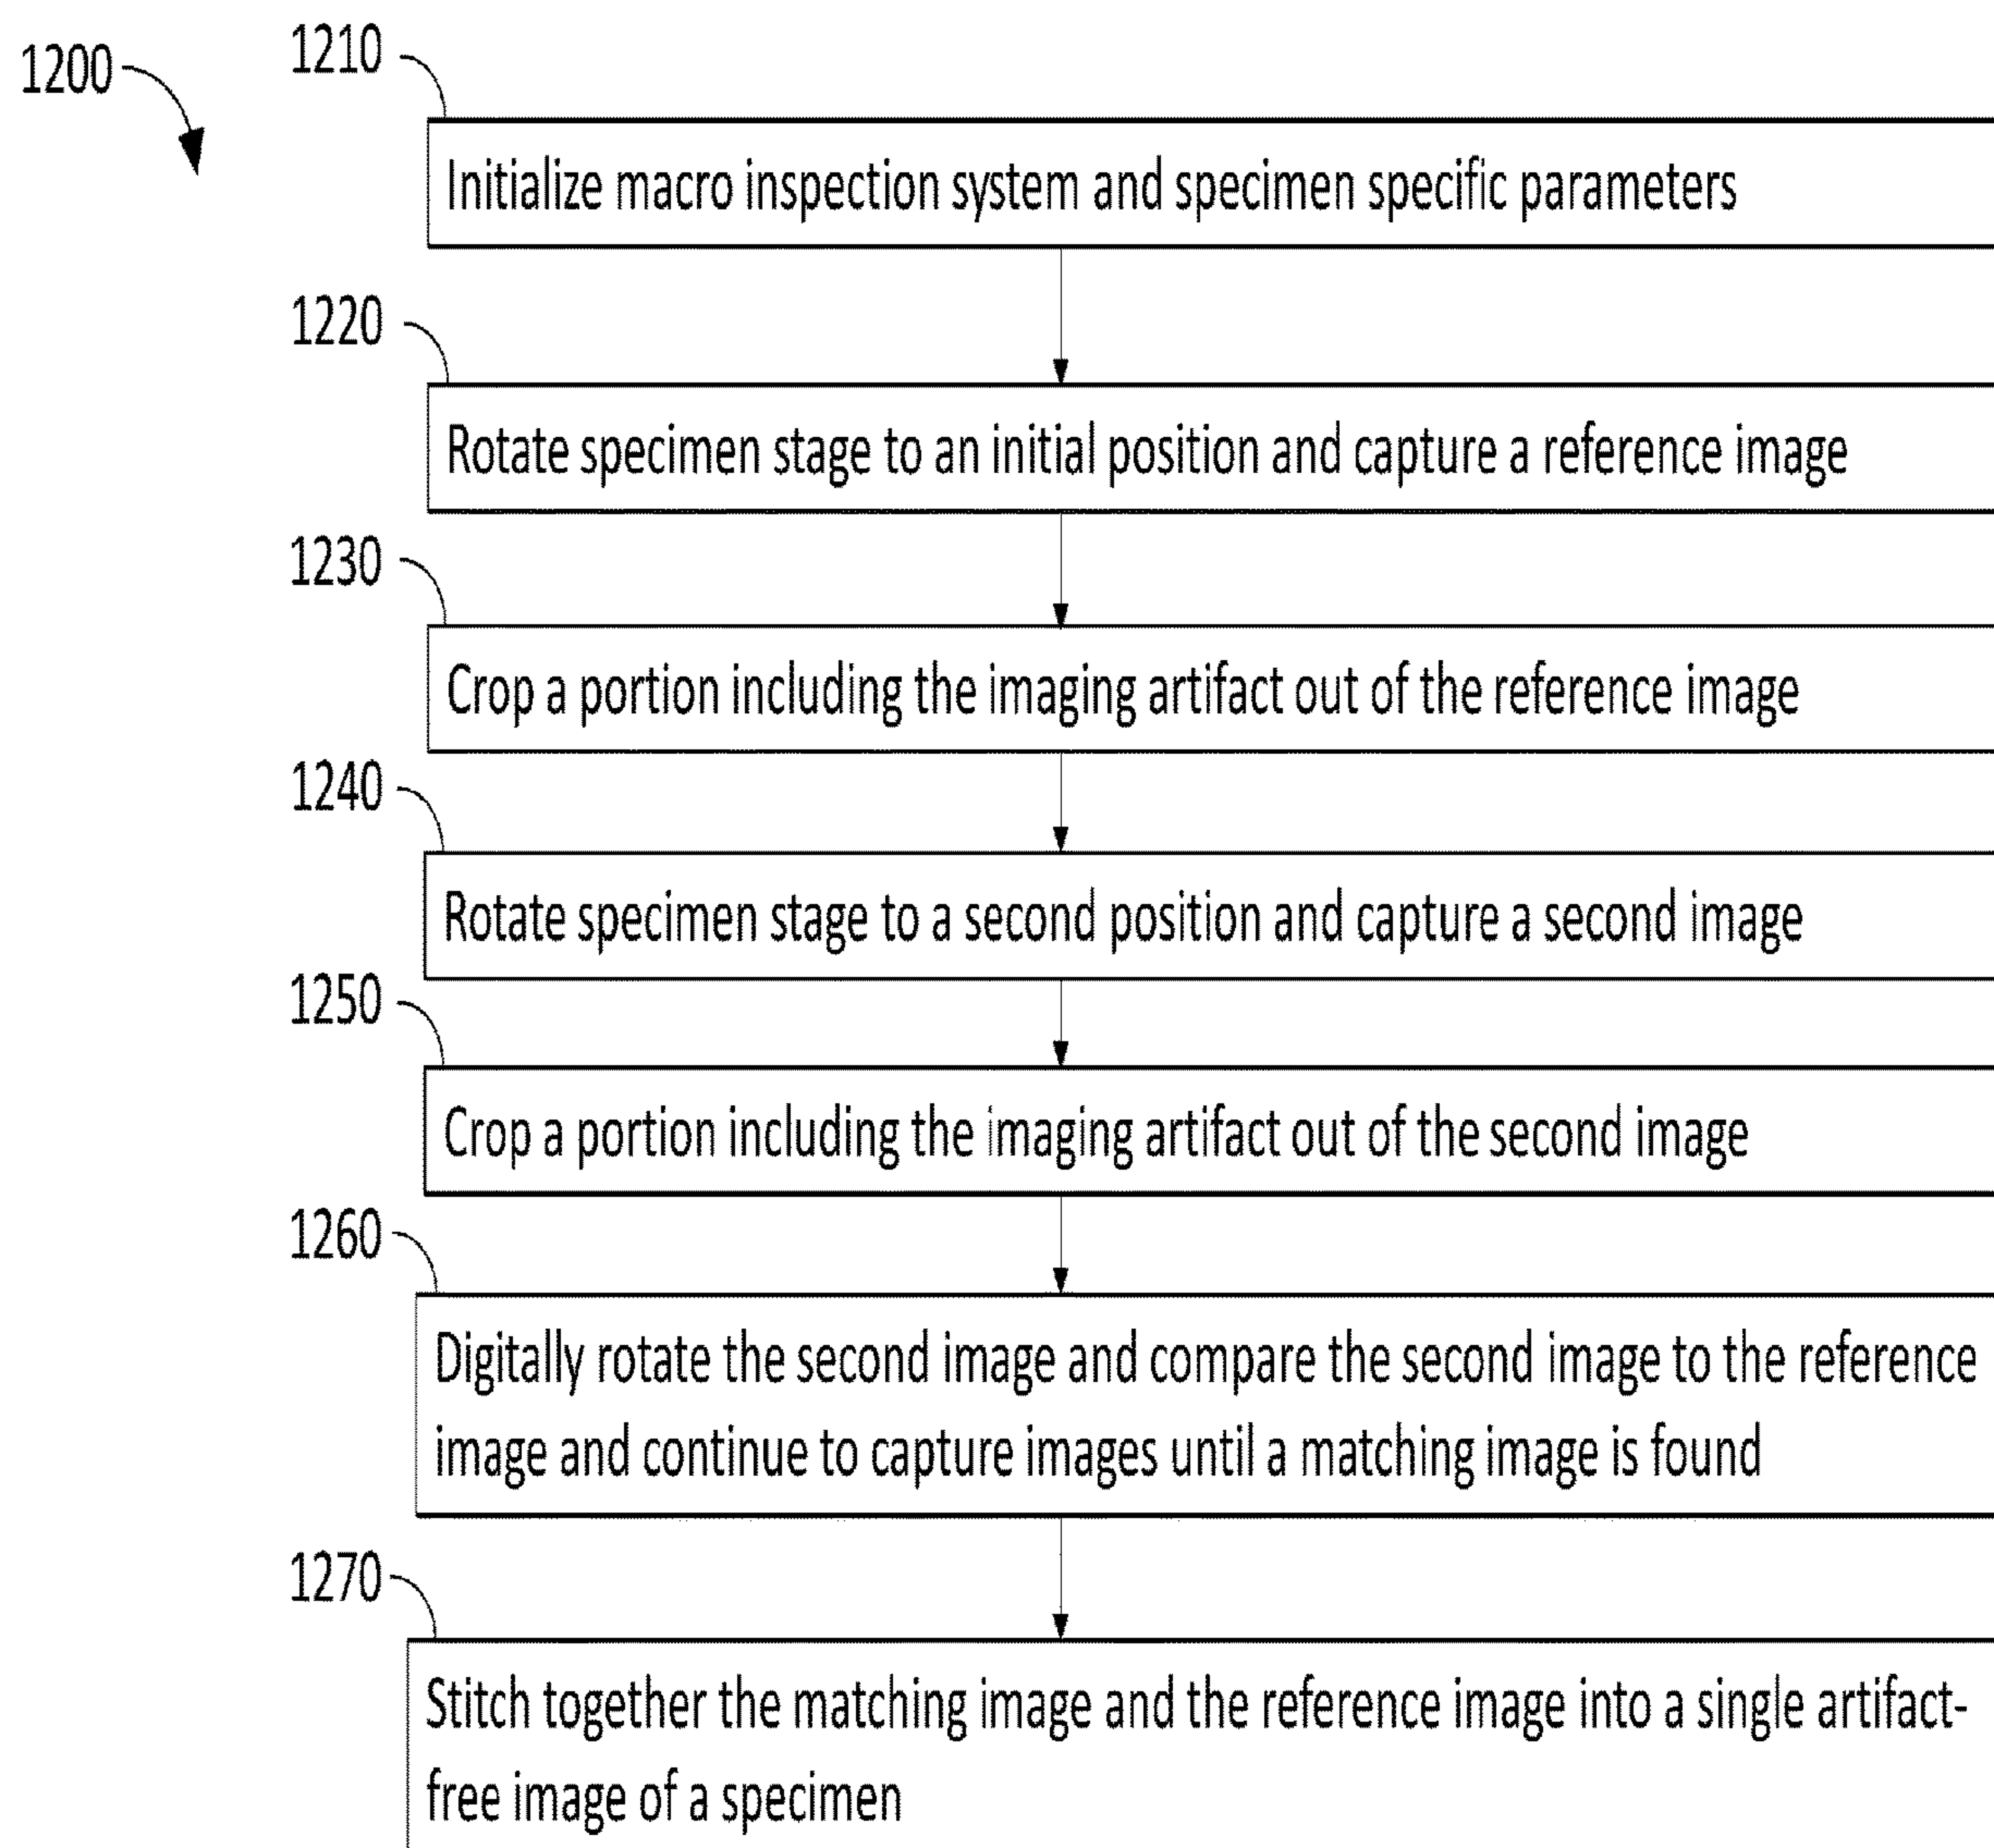 1200
1210
Initialize macro inspection system and specimen specific parameters
1220
Rotate specimen stage to an initial position and capture a reference image
1230
Crop a portion including the imaging artifact out of the reference image
1240
Rotate specimen stage to a second position and capture a second image
1250
Crop a portion including the imaging artifact out of the second image
1260
Digitally rotate the second image and compare the second image to the reference
image and continue to capture images until a matching image is found
1270
Stitch together the matching image and the reference image into a single artifact-
free image of a specimen